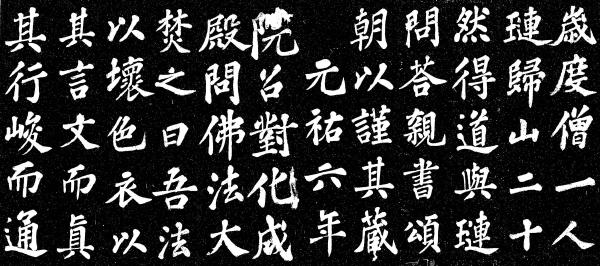 歲度僧一人
璉歸山二十
然得道與璉
問荅親書頌
朝以謹其藏
元祐六年
院召對化成
殿問佛法大
焚之曰吾法
以壞色衣以
其言文而眞
其行峻而通